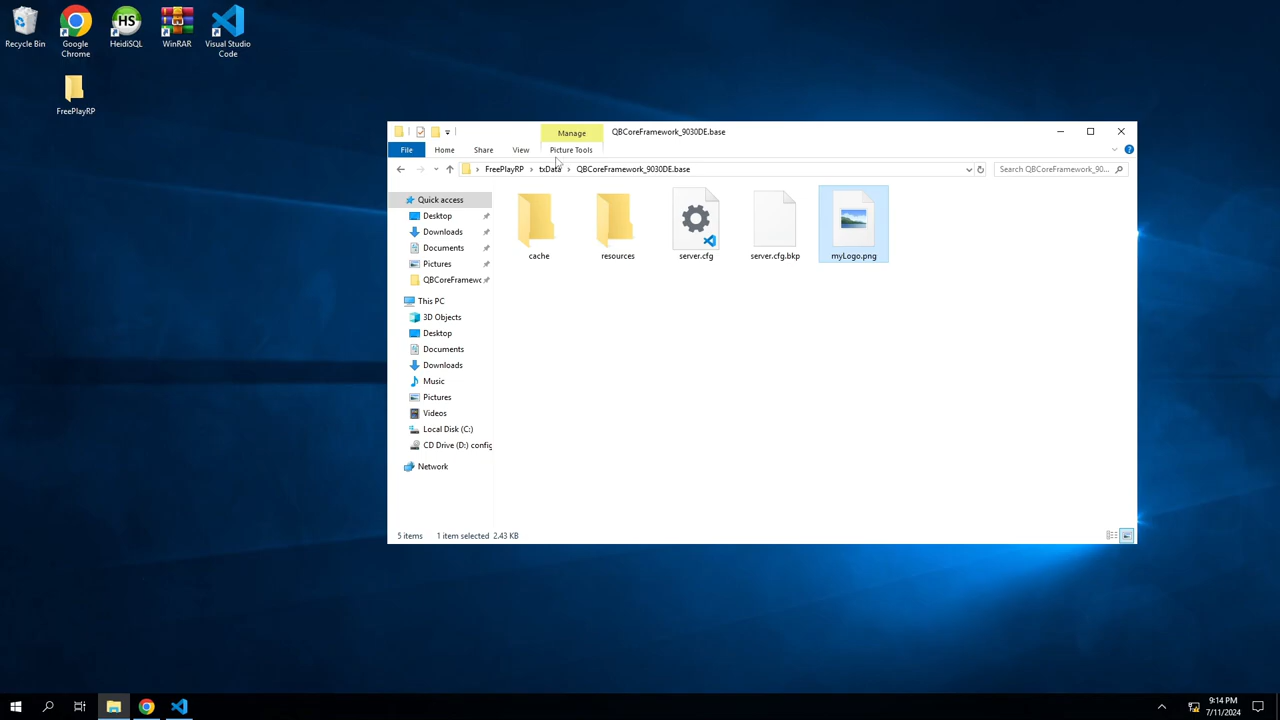 Recycle Bin
Google
Chrome
HeidiSQL
WinRAR
Visual Studio
Code
FreePlayRP
Manage
QBCoreFramework_9030DE.base
File
Home
Share
View
Picture Tools
FreePlayRP
txData
QBCoreFramework_9030DE.base
Search QBCoreFramework_90...
Quick access
Desktop
Downloads
Documents
Pictures
QBCoreFramewo
This PC
3D Objects
Desktop
Documents
Downloads
Music
Pictures
Videos
Local Disk (C:)
CD Drive (D:) config
Network
cache
resources
server.cfg
server.cfg.bkp
myLogo.png
5 items
1 item selected 2.43 KB
9:14 PM
7/11/2024